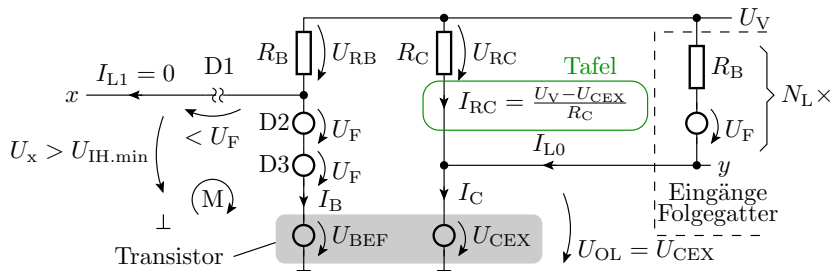 U_V
R_B
U_RB
R_C
U_RC
Tafel
I_L1 = 0
D1
x
I_RC = (U_V−U_CEX)/R_C
R_B
N_L×
< U_F
D2
U_F
U_F
U_x > U_IH.min
D3
U_F
I_L0
y
M
I_B
I_C
Eingänge
Folgegatter
⊥
Transistor
U_BEF
U_CEX
U_OL = U_CEX